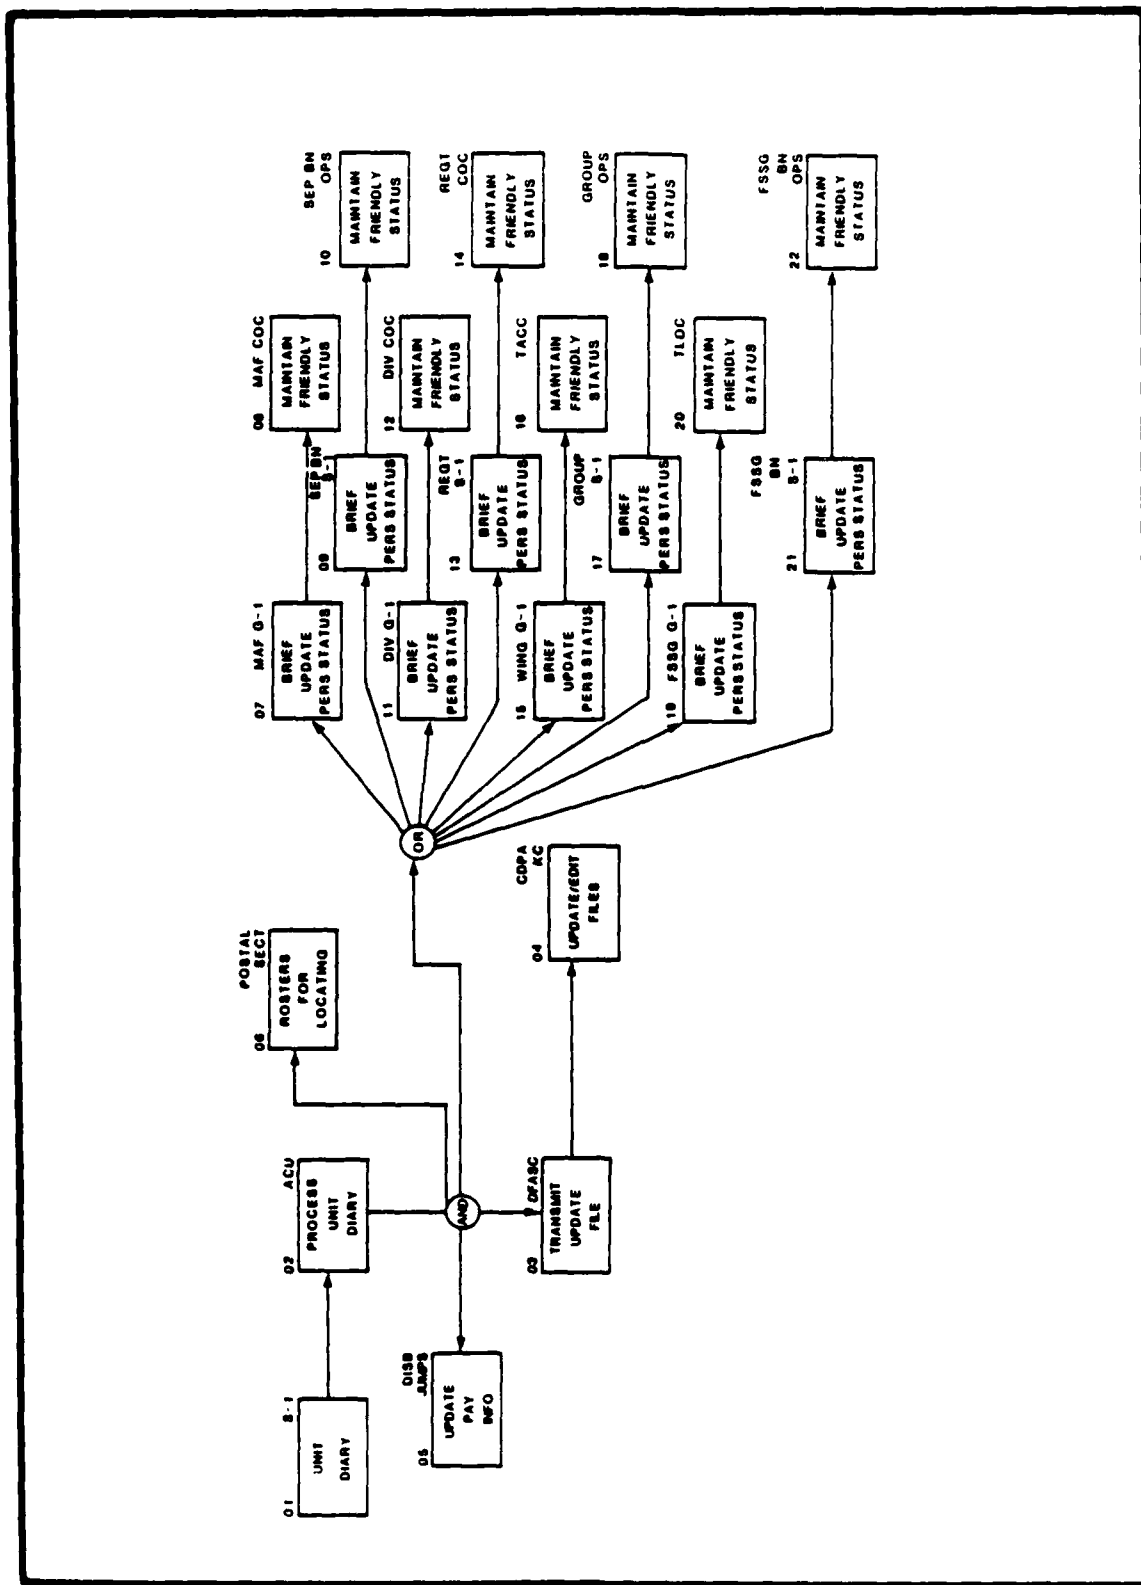 01 S-1
UNIT
DIARY
02 ACU
PROCESS
UNIT
DIARY
POSTAL
SECT
06
ROSTERS
FOR
LOCATING
DISB
JUMPS
05
UPDATE
PAY
INFO
AND
03 DFASC
TRANSMIT
UPDATE
FILE
CDPA
KC
04
UPDATE/EDIT
FILES
OR
07 MAF G-1
BRIEF
UPDATE
PERS STATUS
08 MAF COC
MAINTAIN
FRIENDLY
STATUS
SEP BN
S-1
09
BRIEF
UPDATE
PERS STATUS
SEP BN
OPS
10
MAINTAIN
FRIENDLY
STATUS
11 DIV G-1
BRIEF
UPDATE
PERS STATUS
12 DIV COC
MAINTAIN
FRIENDLY
STATUS
REGT
S-1
13
BRIEF
UPDATE
PERS STATUS
REGT
COC
14
MAINTAIN
FRIENDLY
STATUS
15 WING G-1
BRIEF
UPDATE
PERS STATUS
16 TACC
MAINTAIN
FRIENDLY
STATUS
GROUP
S-1
17
BRIEF
UPDATE
PERS STATUS
GROUP
OPS
18
MAINTAIN
FRIENDLY
STATUS
19 FSSG G-1
BRIEF
UPDATE
PERS STATUS
20 TLOC
MAINTAIN
FRIENDLY
STATUS
FSSG
BN
S-1
21
BRIEF
UPDATE
PERS STATUS
FSSG
BN
OPS
22
MAINTAIN
FRIENDLY
STATUS